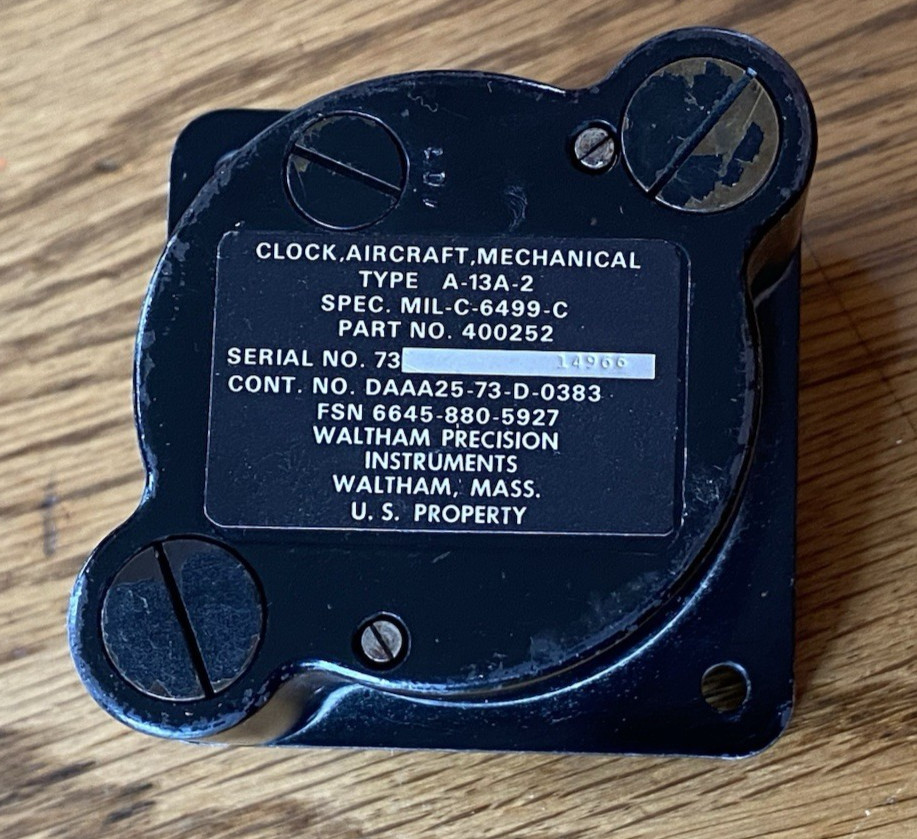 CLOCK,AIRCRAFT,MECHANICAL
TYPE A-13A-2
SPEC. MIL-C-6499-C
PART NO. 400252
SERIAL NO. 73 14966
CONT. NO. DAAA25-73-D-0383
FSN 6645-880-5927
WALTHAM PRECISION
INSTRUMENTS
WALTHAM, MASS.
U. S. PROPERTY